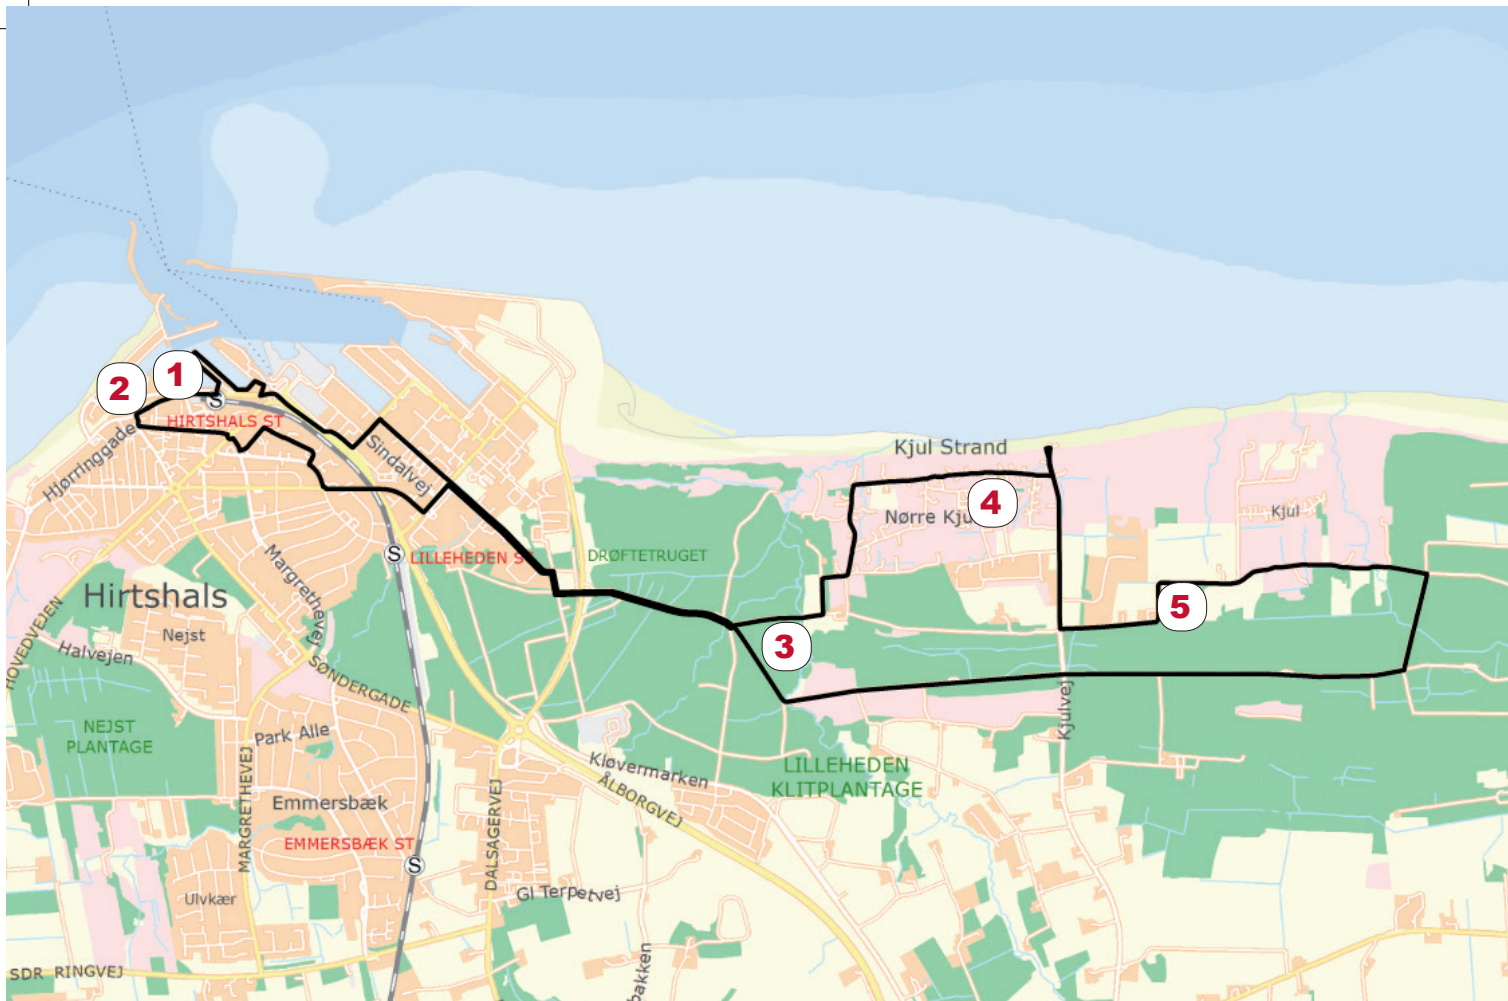 1
2
S
HIRTSHALS ST
Hjørringgade
Sindalvej
Kjul Strand
4
Nørre Kju
Kjul
S
LILLEHEDEN S
DRØFTETRUGET
Margrethevej
Hirtshals
5
HOVEDVEJEN
Nejst
3
Halvejen
SØNDERGADE
Kjulvej
NEJST
PLANTAGE
Park Alle
Kløvermarken
LILLEHEDEN
KLITPLANTAGE
ÅLBORGVEJ
MARGRETHEVEJ
Emmersbæk
DALSAGERVEJ
EMMERSBÆK ST
S
Ulvkær
Gl Terpetvej
bakken
SDR RINGVEJ